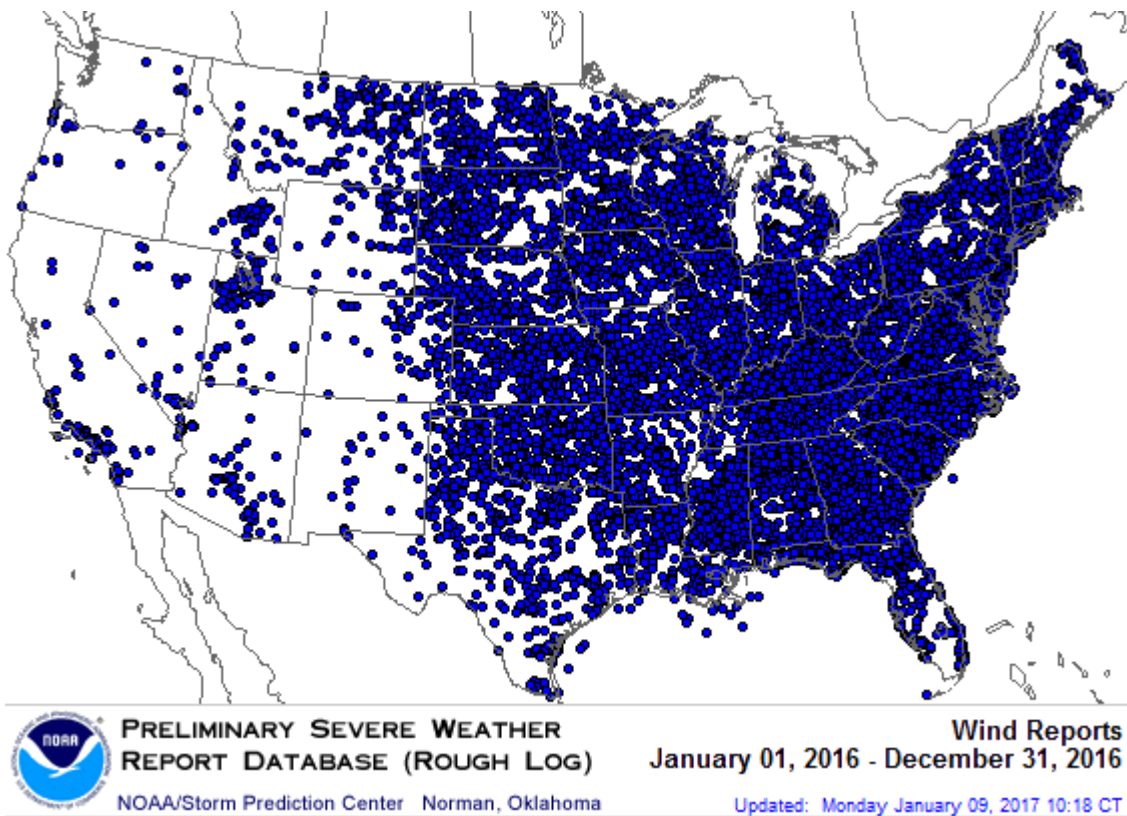 PRELIMINARY SEVERE WEATHER
REPORT DATABASE (ROUGH LOG)
NOAA/Storm Prediction Center Norman, Oklahoma
Wind Reports
January 01, 2016 - December 31, 2016
Updated: Monday January 09, 2017 10:18 CT
NOAA